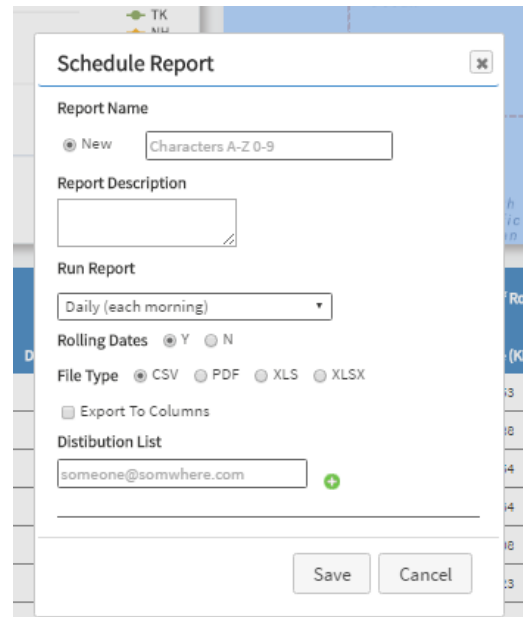 TK
NH
Schedule Report
Report Name
New Characters A-Z 0-9
Report Description
Run Report
Daily (each morning)
Rolling Dates Y N
File Type CSV PDF XLS XLSX
Export To Columns
Distibution List
someone@somwhere.com
Save Cancel